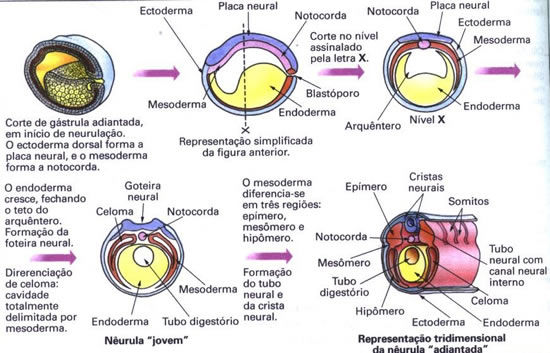 Ectoderma
Placa neural
Notocorda
Corte no nível
assinalado
pela letra X.
Blastóporo
Mesoderma
Endoderma
X
Representação simplificada
da figura anterior.
Notocorda
Placa neural
Ectoderma
Mesoderma
Endoderma
Arquêntero
Nível X
Corte de gástrula adiantada,
em início de neurulação.
O ectoderma dorsal forma a
placa neural, e o mesoderma
forma a notocorda.
O endoderma
cresce, fechando
o teto do
arquêntero.
Formação da
foteira neural.
Direrenciação
de celoma:
cavidade
totalmente
delimitada por
mesoderma.
Goteira
neural
Celoma
Notocorda
Mesoderma
Endoderma
Tubo digestório
Nêurula "jovem"
O mesoderma
diferencia-se
em três regiões:
epímero,
mesômero e
hipômero.
Formação
do tubo
neural e
da crista
neural.
Cristas
neurais
Epímero
Somitos
Notocorda
Mesômero
Tubo
digestório
Hipômero
Tubo
neural com
canal neural
interno
Celoma
Ectoderma
Endoderma
Representação tridimensional
da nêurula "adiantada"